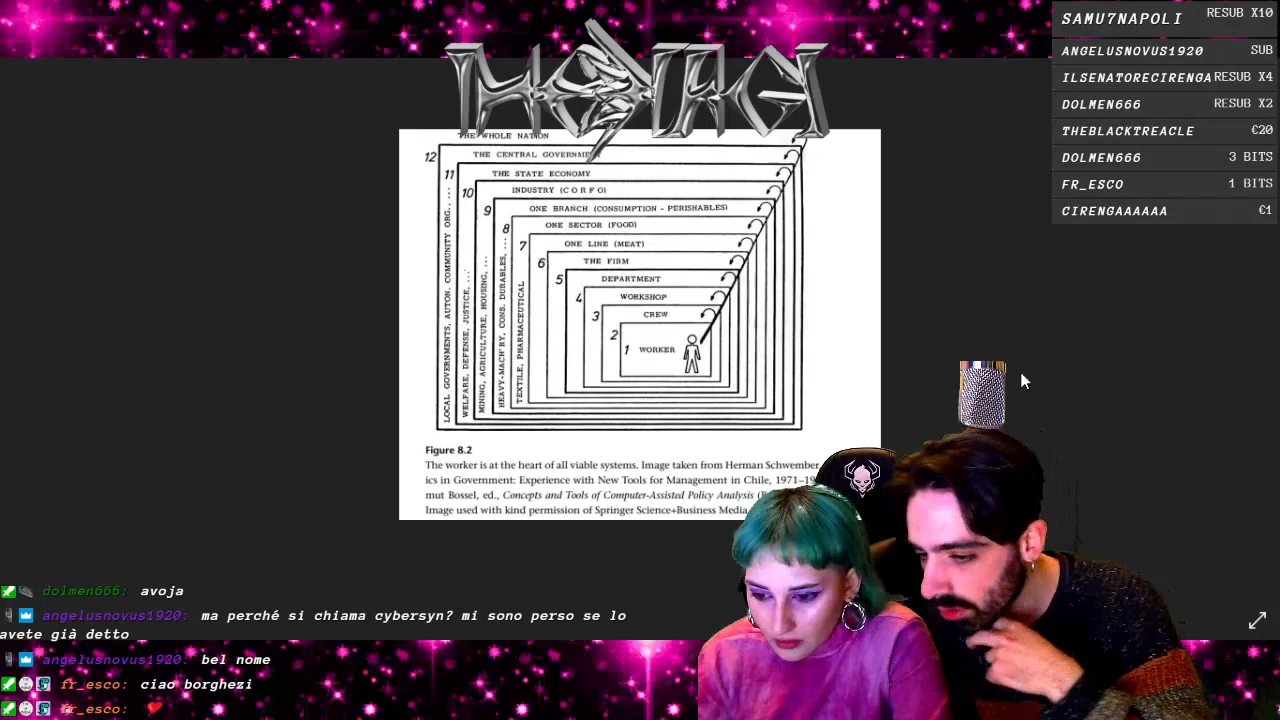 SAMU7NAPOLI RESUB X10
ANGELUSNOVUS1920 SUB
ILSENATORECIRENGA RESUB X4
DOLMEN666 RESUB X2
THEBLACKTREACLE €20
DOLMEN666 3 BITS
FR_ESCO 1 BITS
CIRENGAAAAAA €1
THE WHOLE NATION
12 THE CENTRAL GOVERNMENT
11 THE STATE ECONOMY
10 INDUSTRY (C O R F O)
9 ONE BRANCH (CONSUMPTION - PERISHABLES)
8 ONE SECTOR (FOOD)
7 ONE LINE (MEAT)
6 THE FIRM
5 DEPARTMENT
4 WORKSHOP
3 CREW
2
1 WORKER
LOCAL GOVERNMENTS, AUTON. COMMUNITY ORG., ...
WELFARE, DEFENSE, JUSTICE, ...
MINING, AGRICULTURE, HOUSING, ...
HEAVY-MACH'RY, CONS. DURABLES, ...
TEXTILE, PHARMACEUTICAL
Figure 8.2
The worker is at the heart of all viable systems. Image taken from Herman Schwember,
ics in Government: Experience with New Tools for Management in Chile, 1971–19
mut Bossel, ed., Concepts and Tools of Computer-Assisted Policy Analysis
Image used with kind permission of Springer Science+Business Media
dolmen666: avoja
angelusnovus1920: ma perché si chiama cybersyn? mi sono perso se lo
avete già detto
angelusnovus1920: bel nome
fr_esco: ciao borghezi
fr_esco: ❤